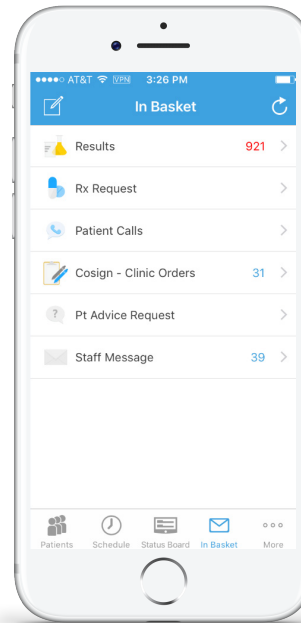 AT&T VPN 3:26 PM
In Basket
Results 921
Rx Request
Patient Calls
Cosign - Clinic Orders 31
? Pt Advice Request
Staff Message 39
Patients Schedule Status Board In Basket More